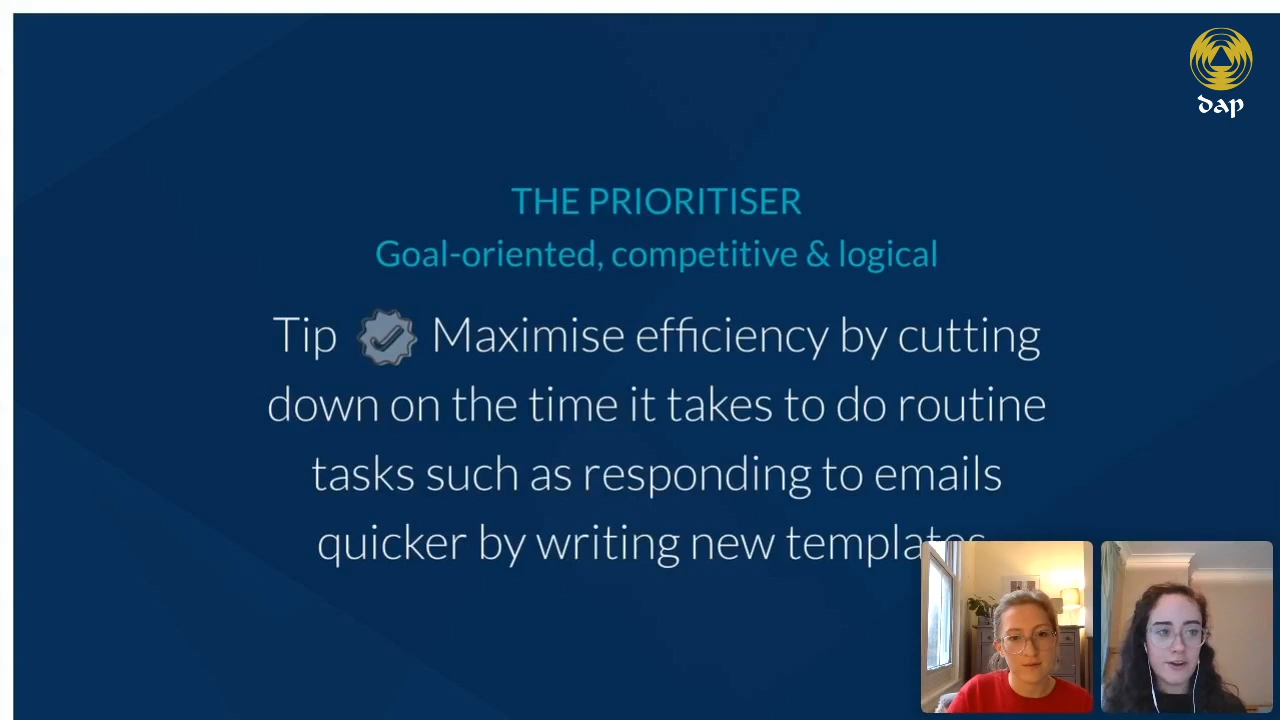 dap
THE PRIORITISER
Goal-oriented, competitive & logical
Tip Maximise efficiency by cutting
down on the time it takes to do routine
tasks such as responding to emails
quicker by writing new templates